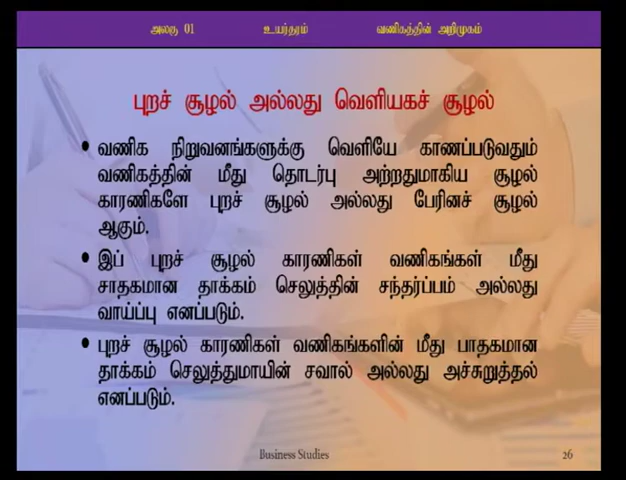 அலகு 01 உயர்தரம் வணிகத்தின் அறிமுகம்
புறச் சூழல் அல்லது வெளியகச் சூழல்
• வணிக நிறுவனங்களுக்கு வெளியே காணப்படுவதும்
வணிகத்தின் மீது தொடர்பு அற்றதுமாகிய சூழல்
காரணிகளே புறச் சூழல் அல்லது பேரினச் சூழல்
ஆகும்.
• இப் புறச் சூழல் காரணிகள் வணிகங்கள் மீது
சாதகமான தாக்கம் செலுத்தின் சந்தர்ப்பம் அல்லது
வாய்ப்பு எனப்படும்.
• புறச் சூழல் காரணிகள் வணிகங்களின் மீது பாதகமான
தாக்கம் செலுத்துமாயின் சவால் அல்லது அச்சுறுத்தல்
எனப்படும்.
Business Studies 26